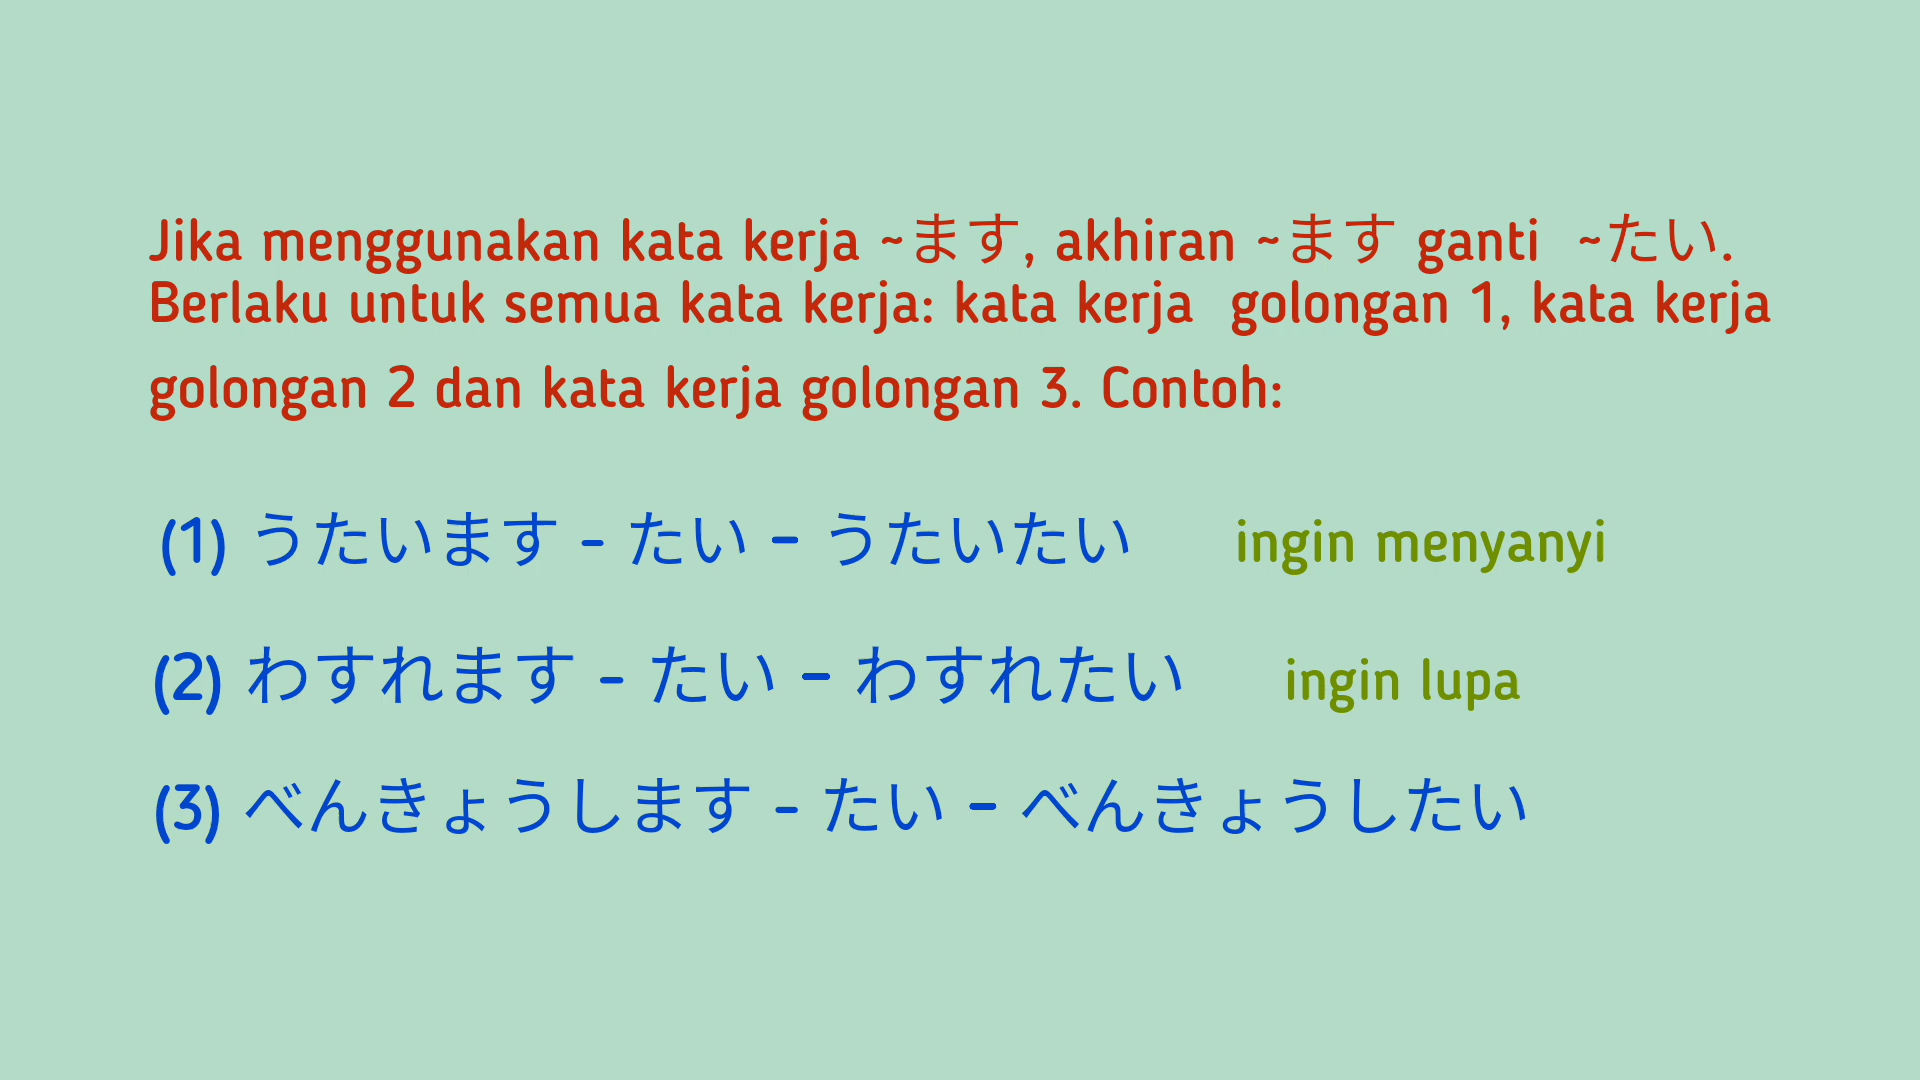 Jika menggunakan kata kerja ~ます, akhiran ~ます ganti ~たい.
Berlaku untuk semua kata kerja: kata kerja golongan 1, kata kerja
golongan 2 dan kata kerja golongan 3. Contoh:
(1) うたいます - たい - うたいたい ingin menyanyi
(2) わすれます - たい - わすれたい ingin lupa
(3) べんきょうします - たい - べんきょうしたい